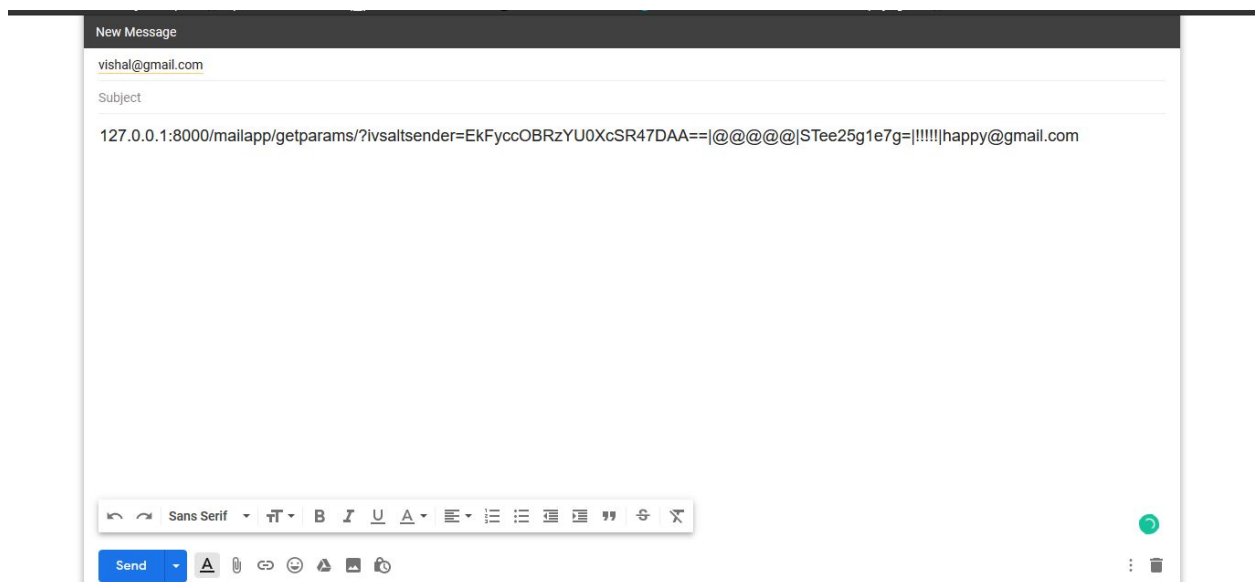 New Message
vishal@gmail.com
Subject
127.0.0.1:8000/mailapp/getparams/?ivsaltsender=EkFyccOBRzYU0XcSR47DAA==|@@@@@|STee25g1e7g=|!!!!!|happy@gmail.com
Sans Serif
Send